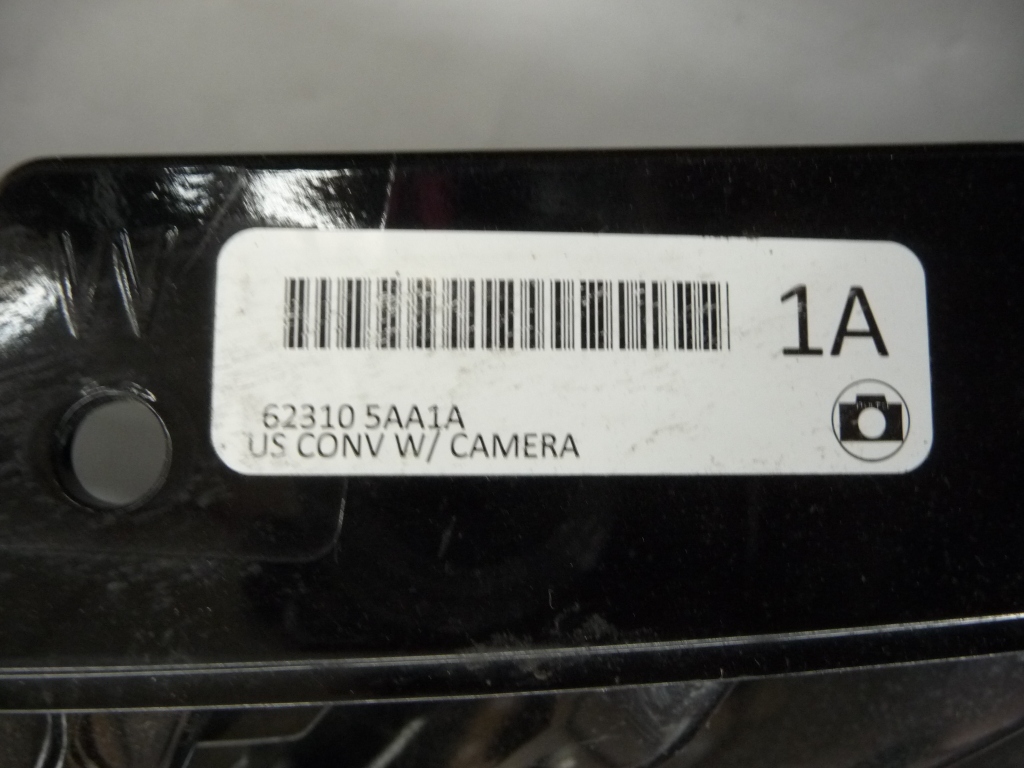 1A
62310 5AA1A
US CONV W/ CAMERA